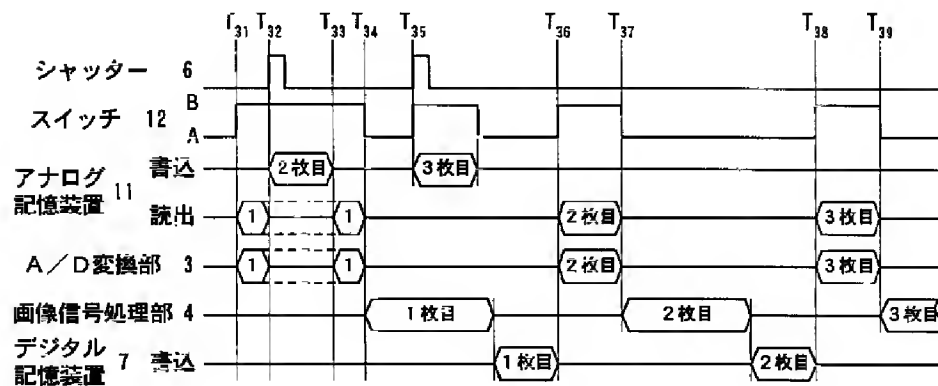 T31 T32 T33 T34 T35 T36 T37 T38 T39
シャッター 6
スイッチ 12 B
A
アナログ記憶装置 11 書込 2枚目 3枚目
読出 1 1 2枚目 3枚目
A/D変換部 3 1 1 2枚目 3枚目
画像信号処理部 4 1枚目 2枚目 3枚目
デジタル記憶装置 7 書込 1枚目 2枚目